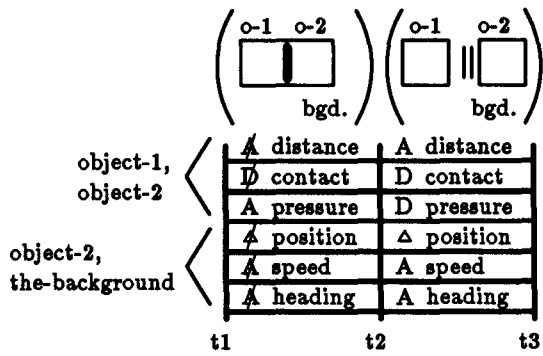 o-1 o-2 o-1 o-2
bgd. bgd.
object-1,
object-2
A̸ distance A distance
D̸ contact D contact
A pressure D pressure
object-2,
the-background
△̸ position △ position
A̸ speed A speed
A̸ heading A heading
t1 t2 t3